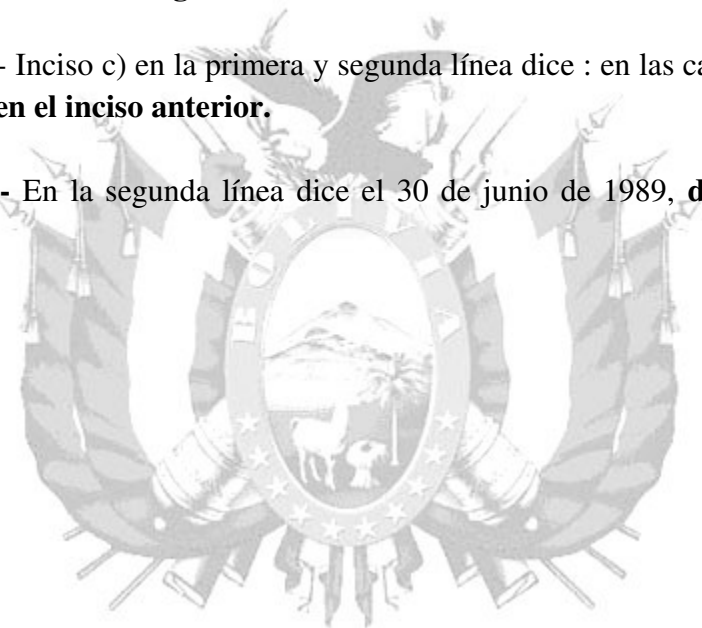 - Inciso c) en la primera y segunda línea dice : en las
en el inciso anterior.
- En la segunda línea dice el 30 de junio de 1989,